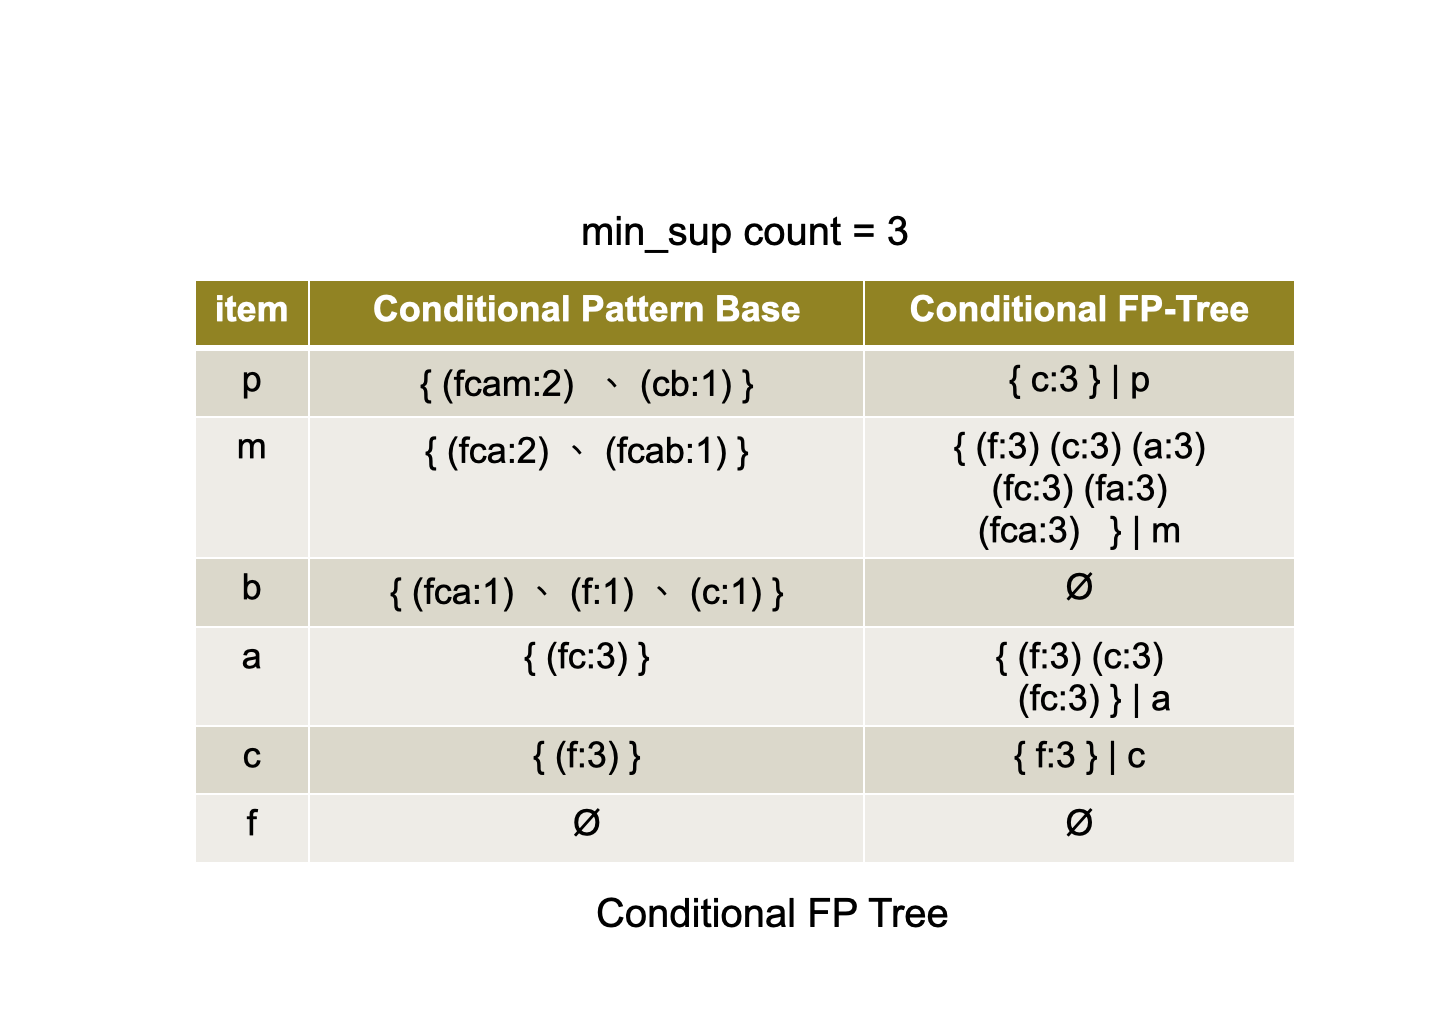 min_sup count = 3
item Conditional Pattern Base Conditional FP-Tree
p { (fcam:2) 、 (cb:1) } { c:3 } | p
m { (fca:2) 、 (fcab:1) } { (f:3) (c:3) (a:3)
(fc:3) (fa:3)
(fca:3) } | m
b { (fca:1) 、 (f:1) 、 (c:1) } Ø
a { (fc:3) } { (f:3) (c:3)
(fc:3) } | a
c { (f:3) } { f:3 } | c
f Ø Ø
Conditional FP Tree